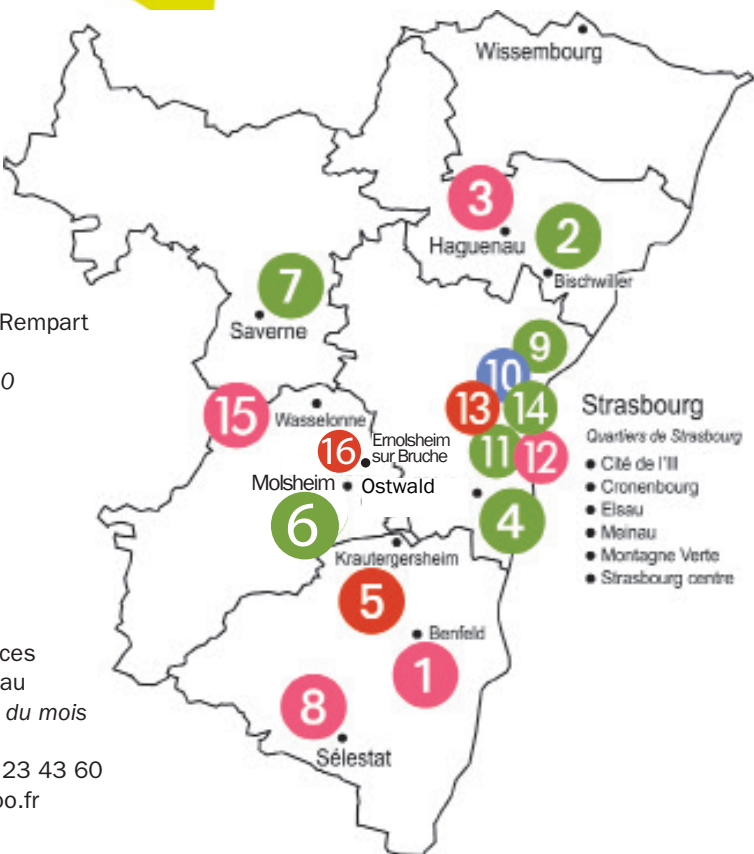 Wissembourg
3
Haguenau
2
Bischwiller
7
Saverne
Rempart
0
9
10
13
14
15
Wasselonne
16
Ernolsheim
sur Bruche
11
12
Molsheim
Ostwald
6
4
Strasbourg
Quartiers de Strasbourg
• Cité de l'Ill
• Cronenbourg
• Elsau
• Meinau
• Montagne Verte
• Strasbourg centre
Krautergersheim
5
Benfeld
1
8
Sélestat
ces
au
du mois
23 43 60
oo.fr